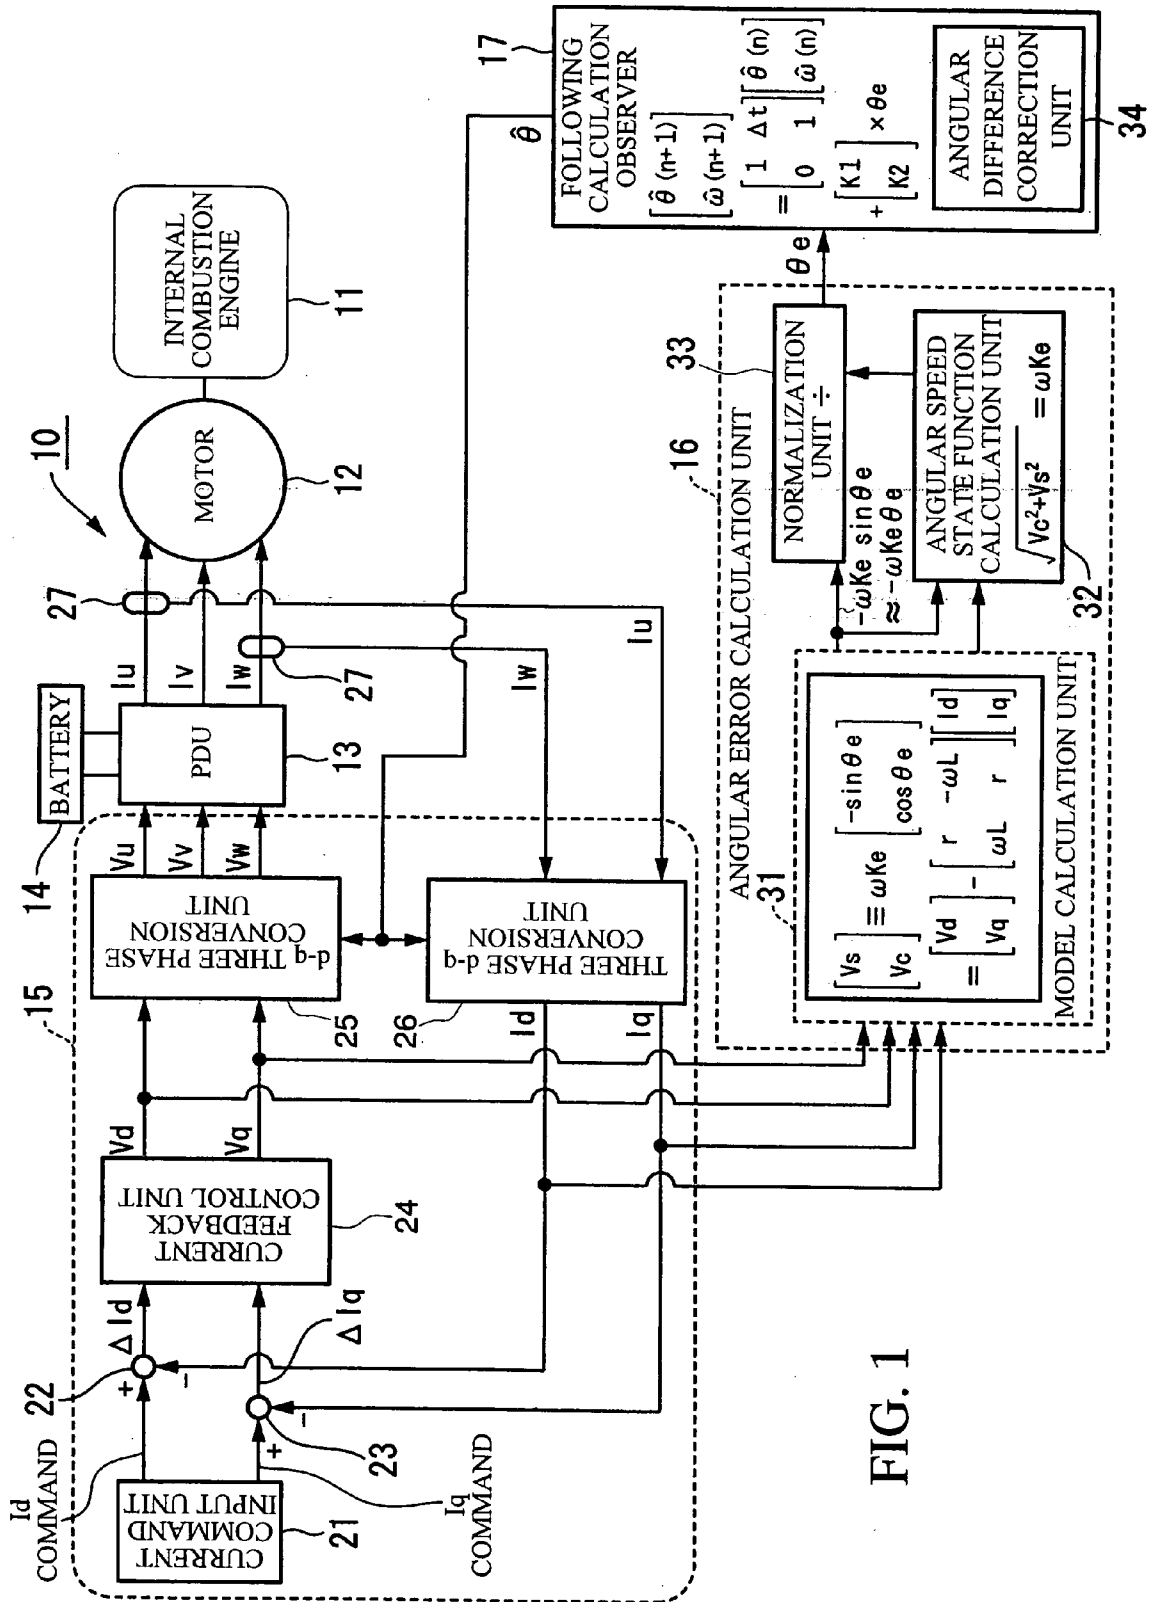 FIG. 1
10
INTERNAL
COMBUSTION
ENGINE
11
MOTOR
12
27
27
Iu
Iv
Iw
BATTERY
14
PDU
13
Vu
Vv
Vw
15
d-q THREE PHASE
CONVERSION
UNIT
25
THREE PHASE d-q
CONVERSION
UNIT
26
Iw
Iu
Id
Iq
Vd
Vq
CURRENT
FEEDBACK
CONTROL UNIT
24
ΔId
ΔIq
22
+
-
23
+
-
Id
COMMAND
Iq
COMMAND
CURRENT
COMMAND
INPUT UNIT
21
17
FOLLOWING
CALCULATION
OBSERVER
[θ̂(n+1)]
[ω̂(n+1)]
= [1 Δt][θ̂(n)]
[0 1][ω̂(n)]
+ [K1] ×θe
[K2]
ANGULAR
DIFFERENCE
CORRECTION
UNIT
34
θ̂
θe
16
ANGULAR ERROR CALCULATION UNIT
33
NORMALIZATION
UNIT ÷
-ωKe sinθe
≈-ωKeθe
ANGULAR SPEED
STATE FUNCTION
CALCULATION UNIT
√Vc²+Vs² =ωKe
32
31
[Vs] ≡ωKe [-sinθe]
[Vc] [cosθe]
= [Vd] - [r -ωL][Id]
[Vq] [ωL r][Iq]
MODEL CALCULATION UNIT